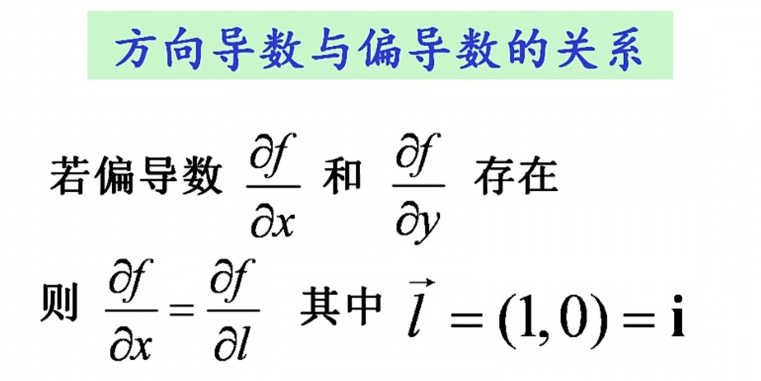 方向导数与偏导数的关系
若偏导数 ∂f/∂x 和 ∂f/∂y 存在
则 ∂f/∂x = ∂f/∂l 其中 l⃗ = (1,0) = i